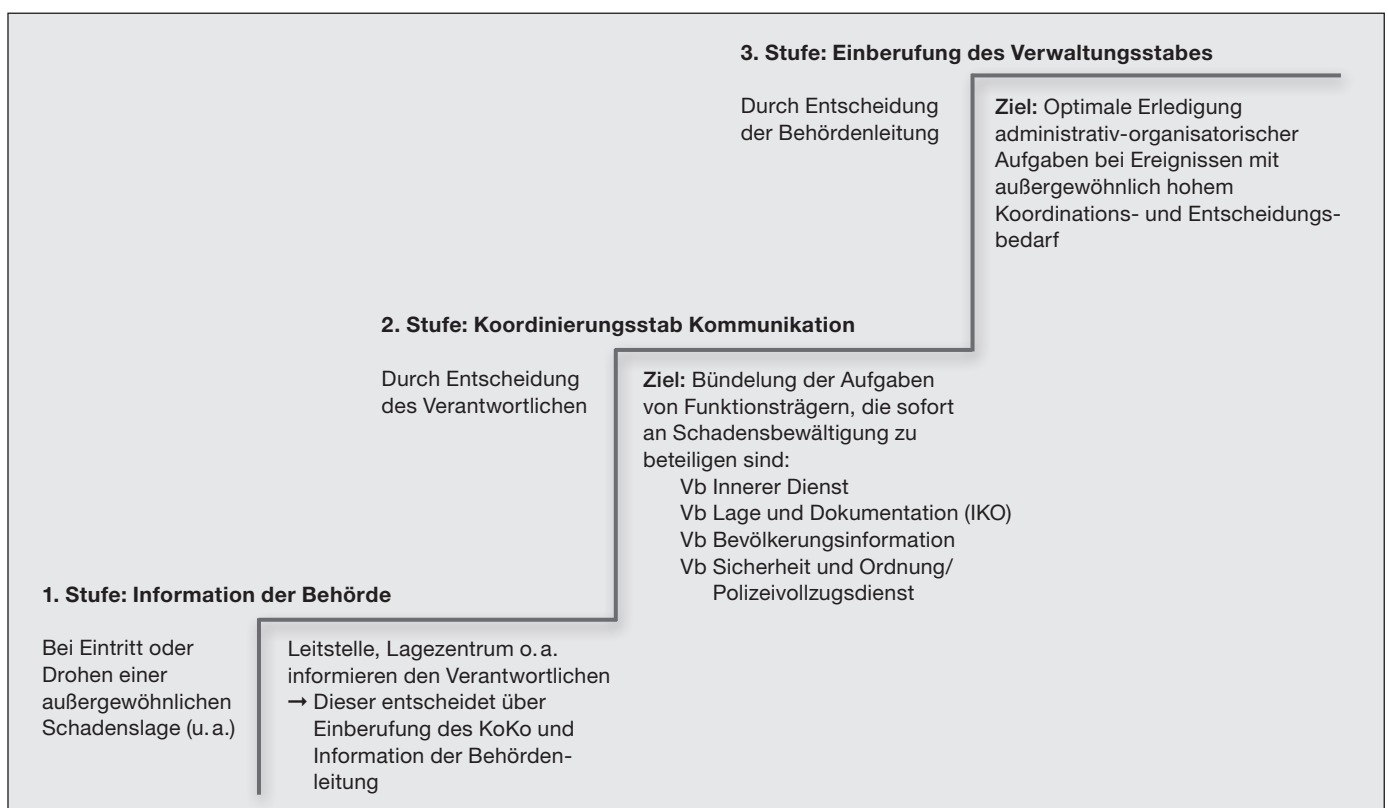 3. Stufe: Einberufung des Verwaltungsstabes
Durch Entscheidung
der Behördenleitung
Ziel: Optimale Erledigung
administrativ-organisatorischer
Aufgaben bei Ereignissen mit
außergewöhnlich hohem
Koordinations- und Entscheidungs-
bedarf
2. Stufe: Koordinierungsstab Kommunikation
Durch Entscheidung
des Verantwortlichen
Ziel: Bündelung der Aufgaben
von Funktionsträgern, die sofort
an Schadensbewältigung zu
beteiligen sind:
Vb Innerer Dienst
Vb Lage und Dokumentation (IKO)
Vb Bevölkerungsinformation
Vb Sicherheit und Ordnung/
Polizeivollzugsdienst
1. Stufe: Information der Behörde
Bei Eintritt oder
Drohen einer
außergewöhnlichen
Schadenslage (u. a.)
Leitstelle, Lagezentrum o. a.
informieren den Verantwortlichen
➞ Dieser entscheidet über
Einberufung des KoKo und
Information der Behörden-
leitung